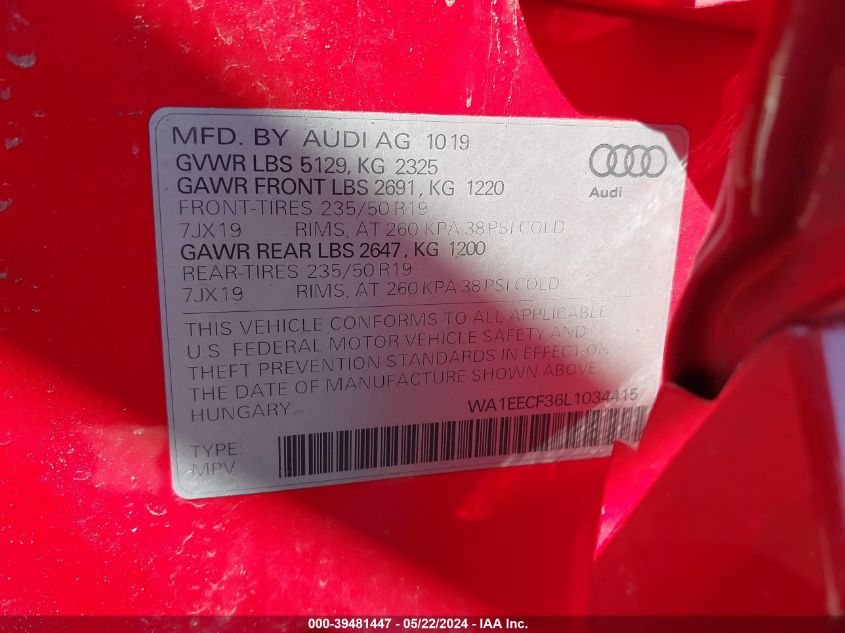 MFD. BY AUDI AG 10 19
GVWR LBS 5129, KG 2325
GAWR FRONT LBS 2691, KG 1220
FRONT-TIRES 235/50 R19
7JX19 RIMS, AT 260 KPA 38 PSI COLD
GAWR REAR LBS 2647, KG 1200
REAR-TIRES 235/50 R19
7JX19 RIMS, AT 260 KPA 38 PSI COLD
Audi
THIS VEHICLE CONFORMS TO ALL APPLICABLE
U.S. FEDERAL MOTOR VEHICLE SAFETY AND
THEFT PREVENTION STANDARDS IN EFFECT ON
THE DATE OF MANUFACTURE SHOWN ABOVE.
HUNGARY
WA1EECF36L1034415
TYPE:
MPV
000-39481447 - 05/22/2024 - IAA Inc.